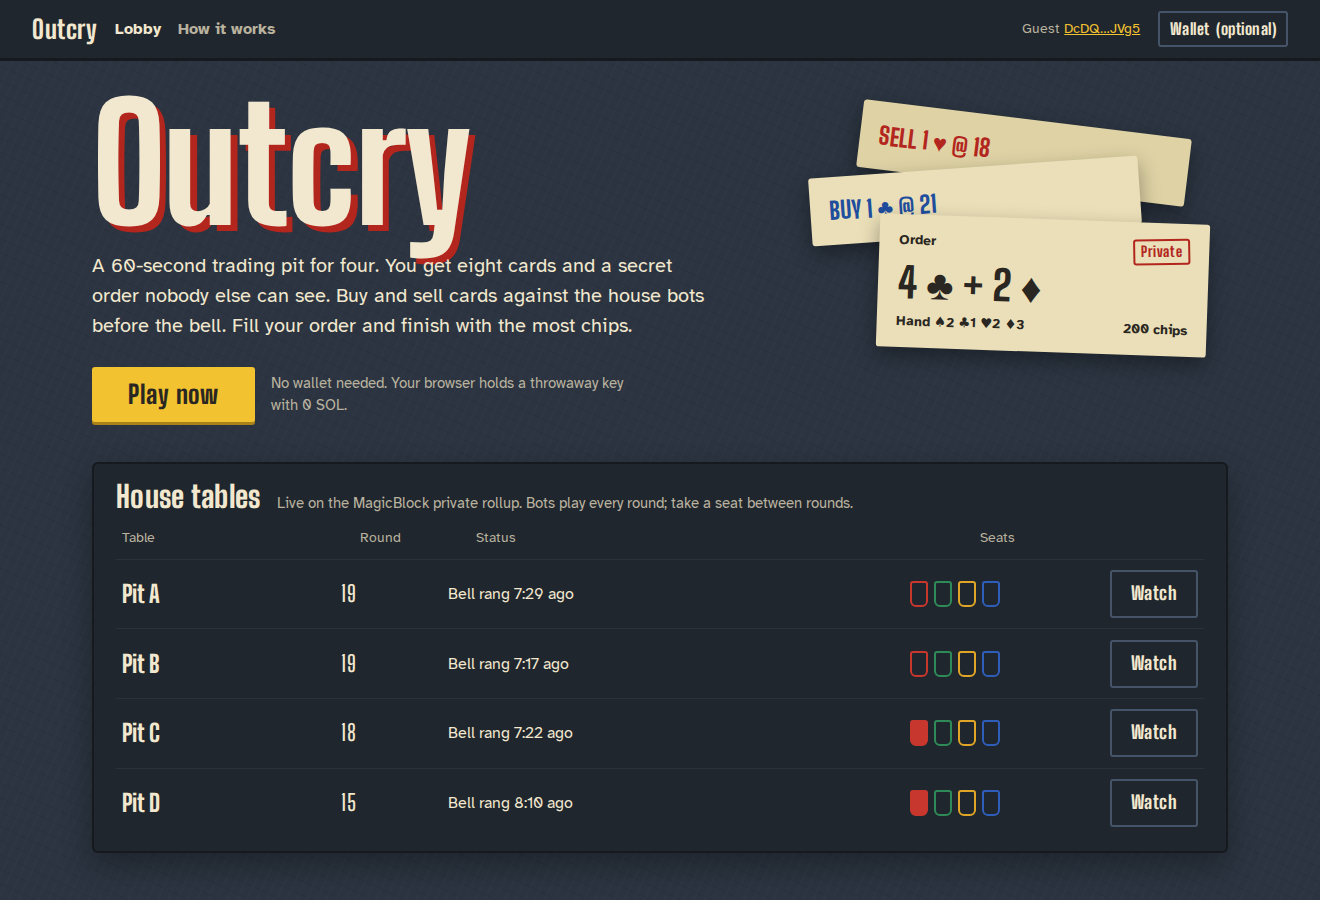 Outcry Lobby How it works Guest DcDQ...JVg5 Wallet (optional)
Outcry
SELL 1 ♥ @ 18
BUY 1 ♣ @ 21
Order Private
4 ♣ + 2 ♦
Hand ♠2 ♣1 ♥2 ♦3 200 chips
A 60-second trading pit for four. You get eight cards and a secret
order nobody else can see. Buy and sell cards against the house bots
before the bell. Fill your order and finish with the most chips.
Play now
No wallet needed. Your browser holds a throwaway key
with 0 SOL.
House tables Live on the MagicBlock private rollup. Bots play every round; take a seat between rounds.
Table Round Status Seats
Pit A 19 Bell rang 7:29 ago Watch
Pit B 19 Bell rang 7:17 ago Watch
Pit C 18 Bell rang 7:22 ago Watch
Pit D 15 Bell rang 8:10 ago Watch